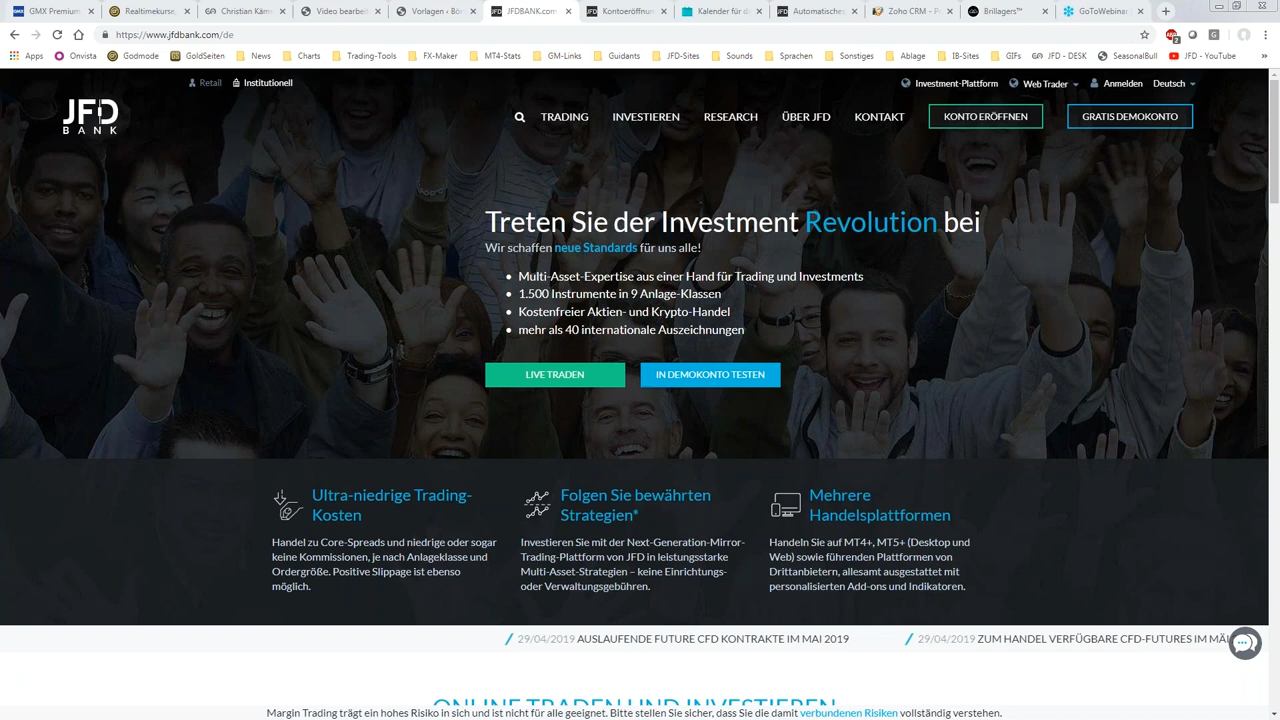 GMX Premium
Realtimekurse,
Christian Käm
Video bearbeit
Vorlagen ‹ Bör
JFDBANK.com
Kontoeröffnun
Kalender für d
Automatisches
Zoho CRM - P
Brillagers™
GoToWebinar
https://www.jfdbank.com/de
Apps
Onvista
Godmode
GoldSeiten
News
Charts
Trading-Tools
FX-Maker
MT4-Stats
GM-Links
Guidants
JFD-Sites
Sounds
Sprachen
Sonstiges
Ablage
IB-Sites
GIFs
JFD - DESK
SeasonalBull
JFD - YouTube
Retail
Institutionell
Investment-Plattform
Web Trader
Anmelden
Deutsch
JFD
BANK
TRADING
INVESTIEREN
RESEARCH
ÜBER JFD
KONTAKT
KONTO ERÖFFNEN
GRATIS DEMOKONTO
Treten Sie der Investment Revolution bei
Wir schaffen neue Standards für uns alle!
• Multi-Asset-Expertise aus einer Hand für Trading und Investments
• 1.500 Instrumente in 9 Anlage-Klassen
• Kostenfreier Aktien- und Krypto-Handel
• mehr als 40 internationale Auszeichnungen
LIVE TRADEN
IN DEMOKONTO TESTEN
Ultra-niedrige Trading-
Kosten
Handel zu Core-Spreads und niedrige oder sogar
keine Kommissionen, je nach Anlageklasse und
Ordergröße. Positive Slippage ist ebenso
möglich.
Folgen Sie bewährten
Strategien*
Investieren Sie mit der Next-Generation-Mirror-
Trading-Plattform von JFD in leistungsstarke
Multi-Asset-Strategien – keine Einrichtungs-
oder Verwaltungsgebühren.
Mehrere
Handelsplattformen
Handeln Sie auf MT4+, MT5+ (Desktop und
Web) sowie führenden Plattformen von
Drittanbietern, allesamt ausgestattet mit
personalisierten Add-ons und Indikatoren.
29/04/2019 AUSLAUFENDE FUTURE CFD KONTRAKTE IM MAI 2019
29/04/2019 ZUM HANDEL VERFÜGBARE CFD-FUTURES IM MAI
ONLINE TRADEN UND INVESTIEREN
Margin Trading trägt ein hohes Risiko in sich und ist nicht für alle geeignet. Bitte stellen Sie sicher, dass Sie die damit verbundenen Risiken vollständig verstehen.